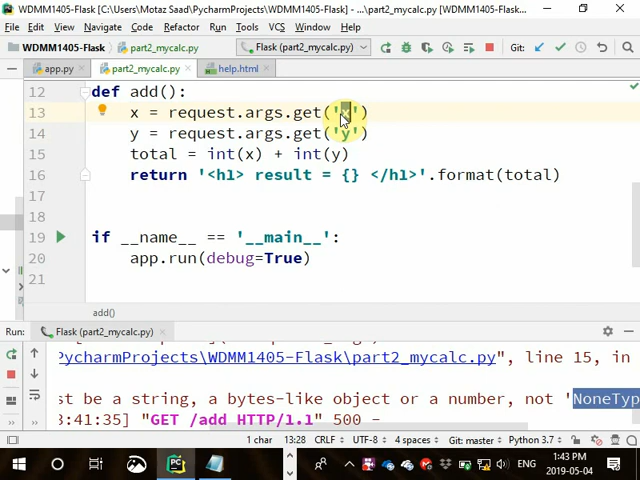 WDMM1405-Flask [C:\Users\Motaz Saad\PycharmProjects\WDMM1405-Flask] - ...\part2_mycalc.py
File Edit View Navigate Code Refactor Run Tools VCS Window Help
WDMM1405-Flask part2_mycalc.py Flask (part2_mycalc.py) Git:
app.py part2_mycalc.py help.html
12 def add():
13 x = request.args.get('x')
14 y = request.args.get('y')
15 total = int(x) + int(y)
16 return '<h1> result = {} </h1>'.format(total)
17
18
19 if __name__ == '__main__':
20 app.run(debug=True)
21
add()
Run: Flask (part2_mycalc.py)
PycharmProjects\WDMM1405-Flask\part2_mycalc.py", line 15, in
st be a string, a bytes-like object or a number, not 'NoneTyp
3:41:35] "GET /add HTTP/1.1" 500 -
1 char 13:28 CRLF UTF-8 4 spaces Git: master Python 3.7
ENG 1:43 PM
2019-05-04